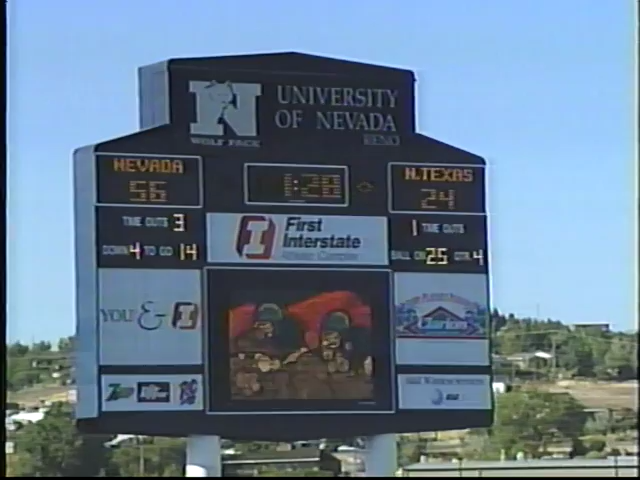 N
WOLF PACK
UNIVERSITY
OF NEVADA
RENO
NEVADA
56
1:28
N.TEXAS
24
TIME OUTS 3
DOWN 4 TO GO 14
I First
Interstate
1 TIME OUTS
BALL ON 25 QTR 4
YOU & I
AT&T